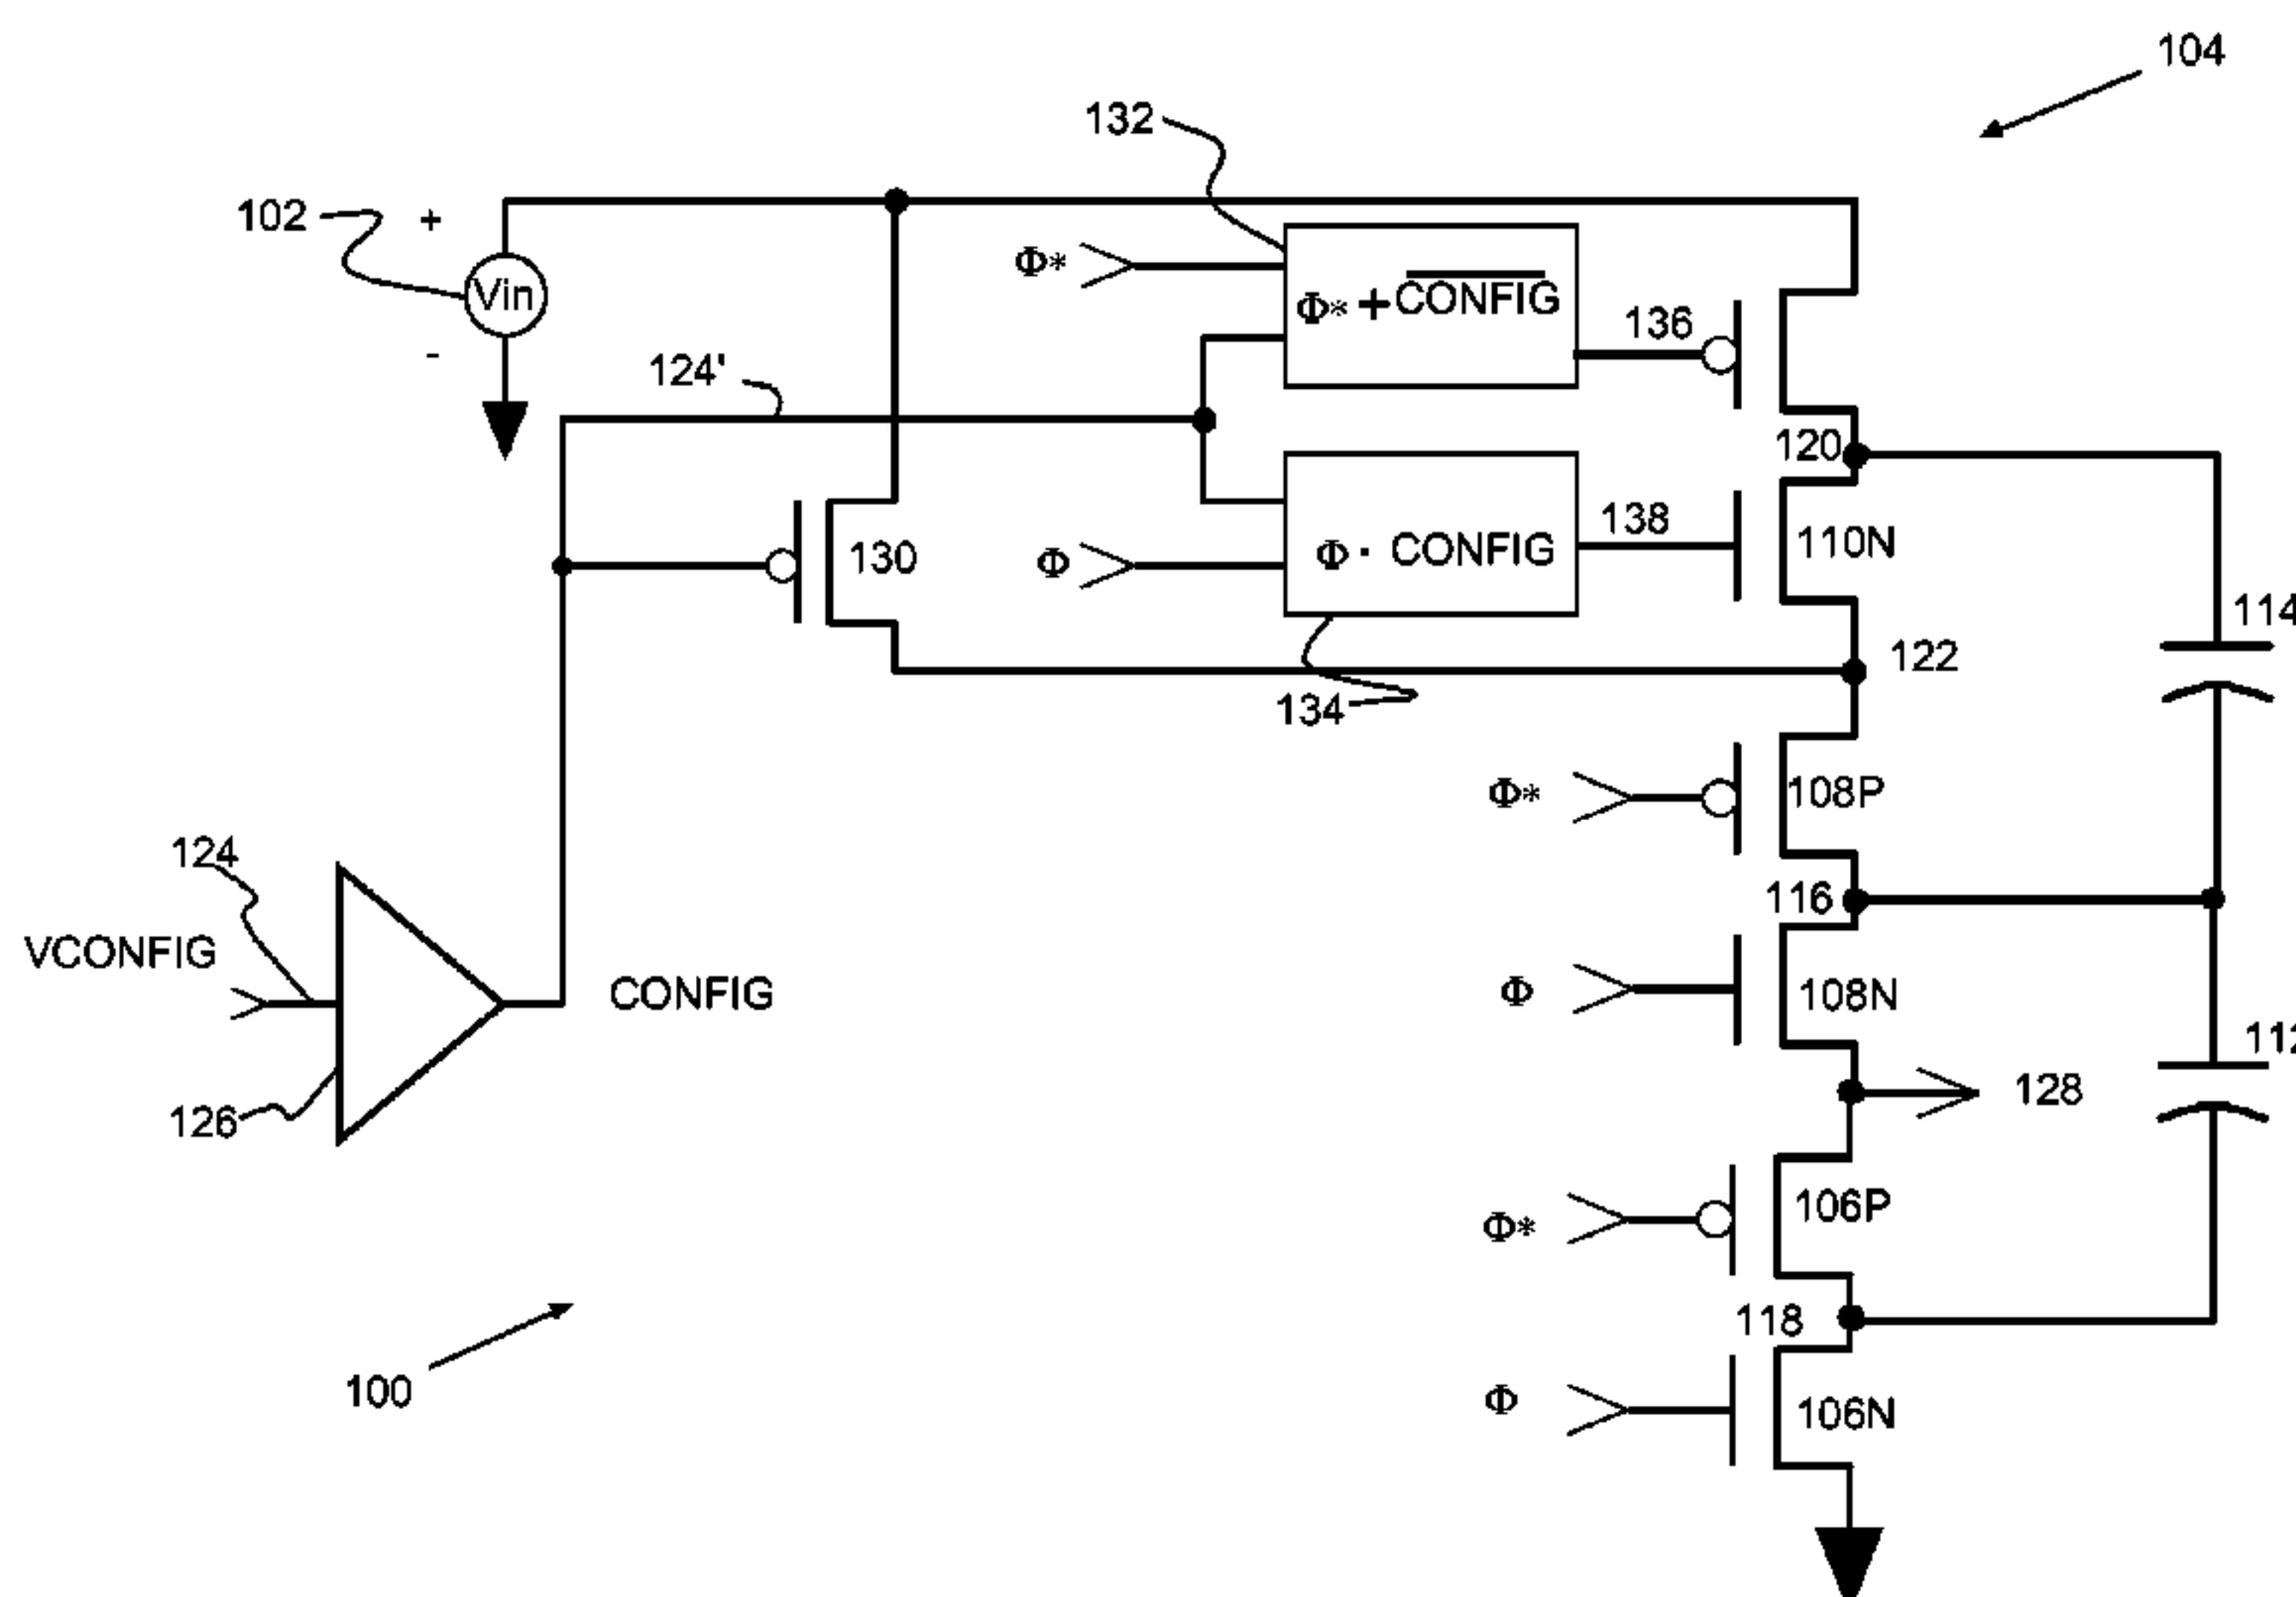 104
132
102
+
Vin
-
Φ*
Φ* + C̅O̅N̅F̅I̅G̅
136
124'
120
130
Φ
Φ · CONFIG
138
110N
114
122
134
Φ*
108P
124
116
VCONFIG
CONFIG
Φ
108N
112
128
126
Φ*
106P
118
100
Φ
106N